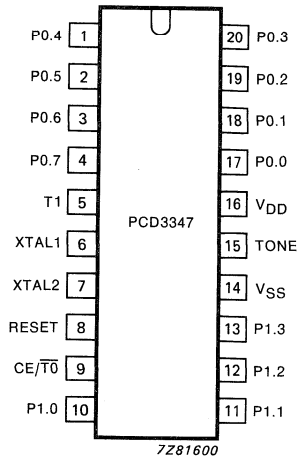 P0.4 1 20 P0.3
P0.5 2 19 P0.2
P0.6 3 18 P0.1
P0.7 4 17 P0.0
T1 5 16 VDD
PCD3347
XTAL1 6 15 TONE
XTAL2 7 14 VSS
RESET 8 13 P1.3
CE/T̅0̅ 9 12 P1.2
P1.0 10 11 P1.1
7Z81600